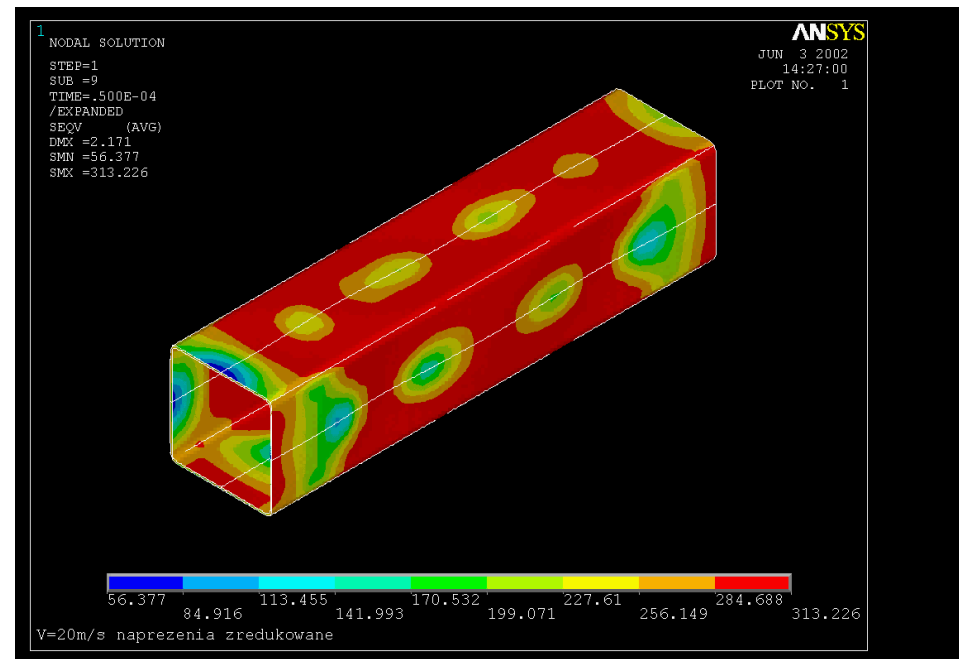 1
NODAL SOLUTION
STEP=1
SUB =9
TIME=.500E-04
/EXPANDED
SEQV (AVG)
DMX =2.171
SMN =56.377
SMX =313.226
ANSYS
JUN 3 2002
14:27:00
PLOT NO. 1
56.377 113.455 170.532 227.61 284.688
84.916 141.993 199.071 256.149 313.226
V=20m/s naprezenia zredukowane